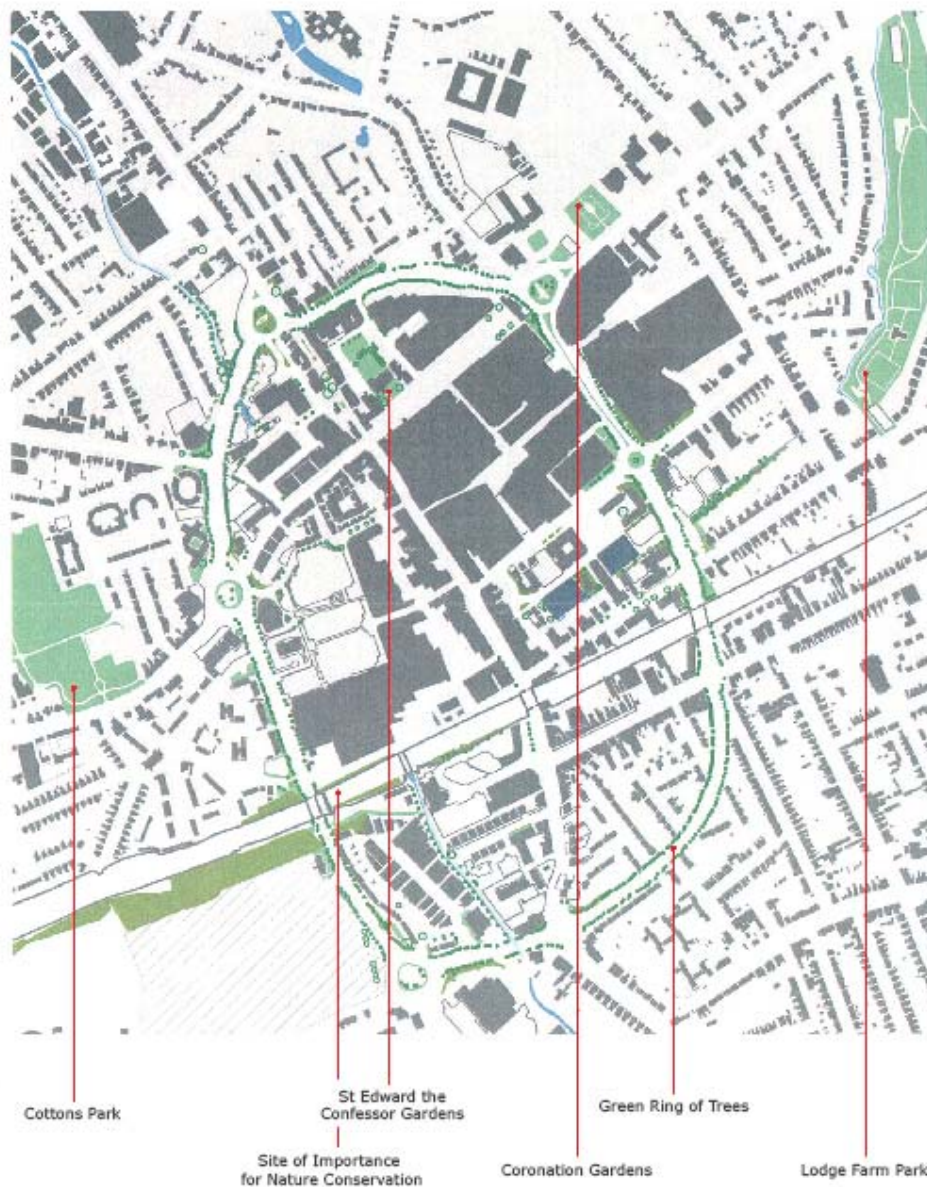 Cottons Park
St Edward the
Confessor Gardens
Site of Importance
for Nature Conservation
Coronation Gardens
Green Ring of Trees
Lodge Farm Park